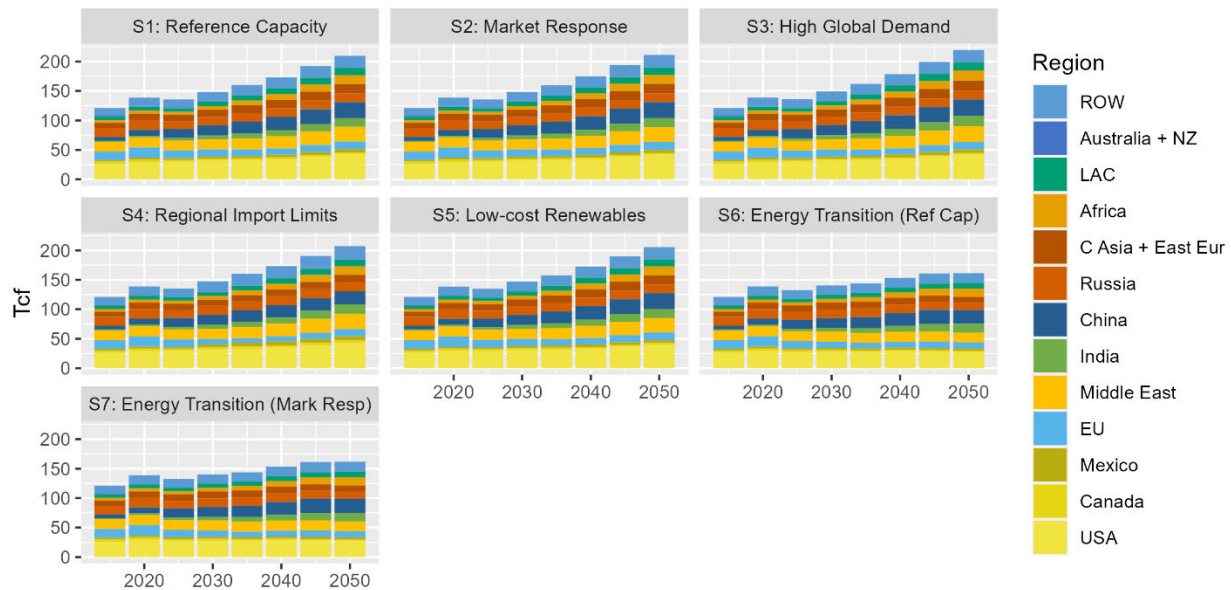 S1: Reference Capacity
S2: Market Response
S3: High Global Demand
200
150
100
50
0
S4: Regional Import Limits
S5: Low-cost Renewables
S6: Energy Transition (Ref Cap)
Tcf
200
150
100
50
0
2020 2030 2040 2050
2020 2030 2040 2050
S7: Energy Transition (Mark Resp)
200
150
100
50
0
2020 2030 2040 2050
Region
ROW
Australia + NZ
LAC
Africa
C Asia + East Eur
Russia
China
India
Middle East
EU
Mexico
Canada
USA